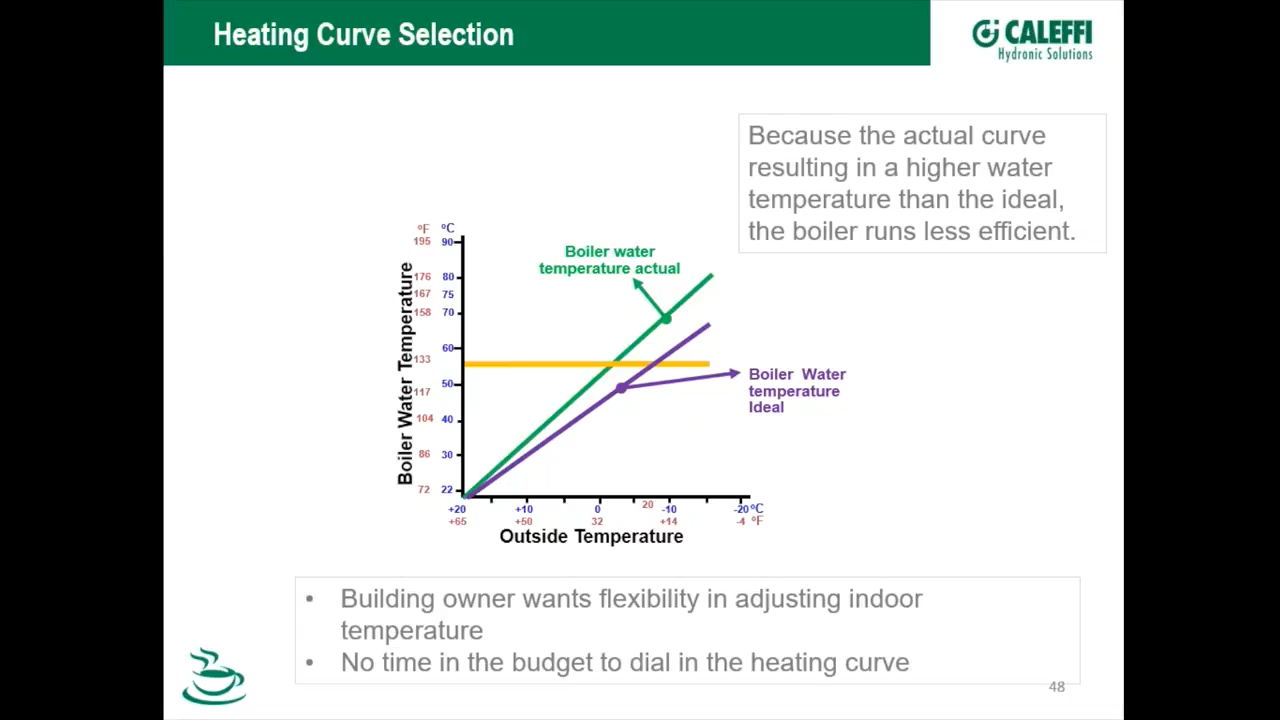 Heating Curve Selection
CALEFFI
Hydronic Solutions
Because the actual curve
resulting in a higher water
temperature than the ideal,
the boiler runs less efficient.
ºF ºC
195 90
176 80
167 75
158 70
60
133
50
117
104 40
86 30
72 22
Boiler Water Temperature
Boiler water
temperature actual
Boiler Water
temperature
Ideal
+20 +10 0 20 -10 -20 ºC
+65 +50 32 +14 -4 ºF
Outside Temperature
• Building owner wants flexibility in adjusting indoor
temperature
• No time in the budget to dial in the heating curve
48